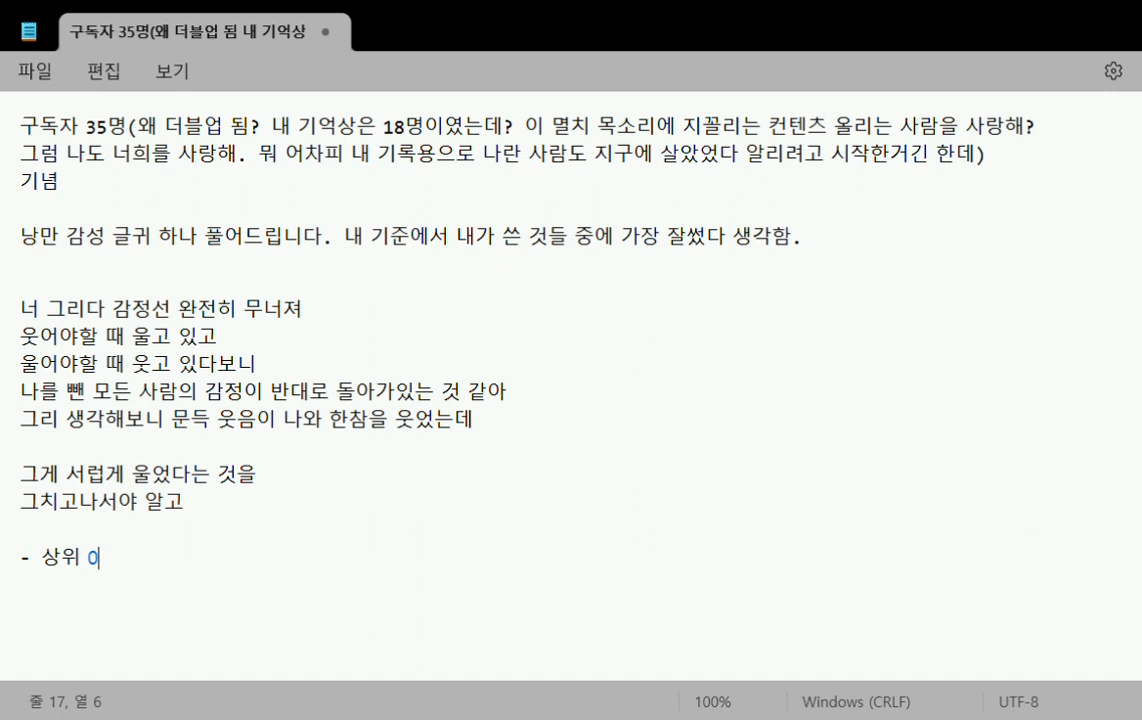 구독자 35명(왜 더블업 됨 내 기억상
파일 편집 보기
구독자 35명(왜 더블업 됨? 내 기억상은 18명이였는데? 이 멸치 목소리에 지꼴리는 컨텐츠 올리는 사람을 사랑해?
그럼 나도 너희를 사랑해. 뭐 어차피 내 기록용으로 나란 사람도 지구에 살았었다 알리려고 시작한거긴 한데)
기념
낭만 감성 글귀 하나 풀어드립니다. 내 기준에서 내가 쓴 것들 중에 가장 잘썼다 생각함.
너 그리다 감정선 완전히 무너져
웃어야할 때 울고 있고
울어야할 때 웃고 있다보니
나를 뺀 모든 사람의 감정이 반대로 돌아가있는 것 같아
그리 생각해보니 문득 웃음이 나와 한참을 웃었는데
그게 서럽게 울었다는 것을
그치고나서야 알고
- 상위 0
줄 17, 열 6 100% Windows (CRLF) UTF-8